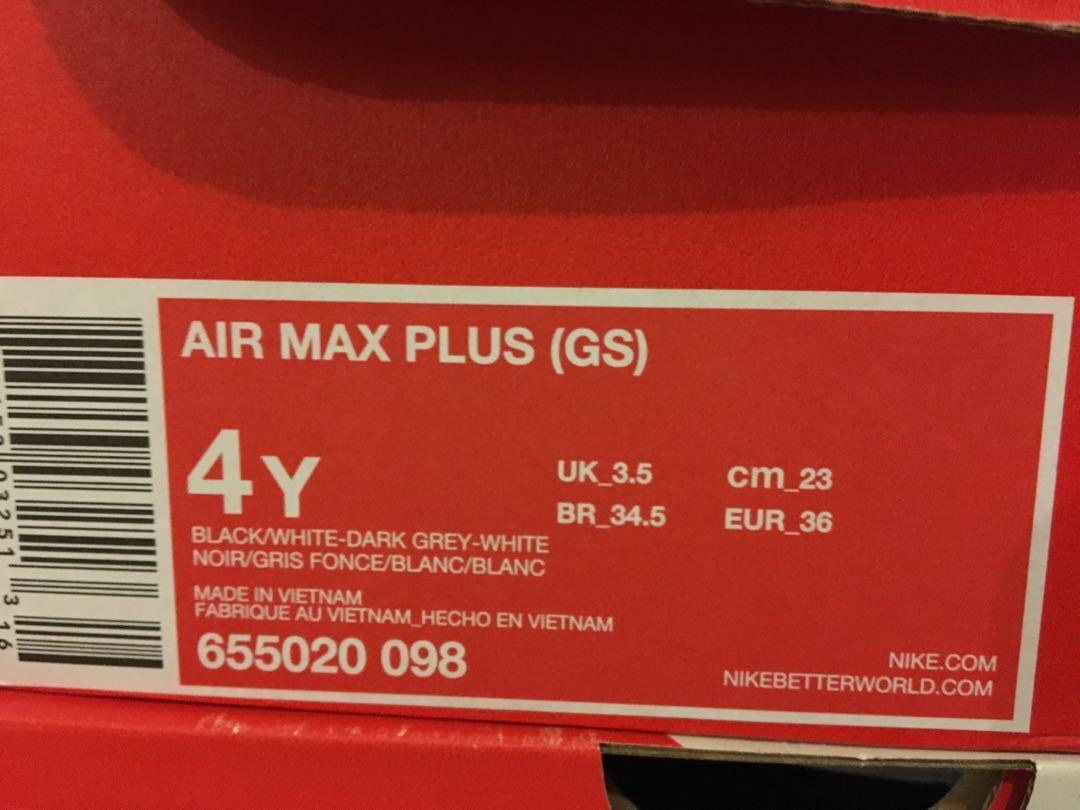 AIR MAX PLUS (GS)
4Y
UK_3.5 cm_23
BR_34.5 EUR_36
BLACK/WHITE-DARK GREY-WHITE
NOIR/GRIS FONCE/BLANC/BLANC
MADE IN VIETNAM
FABRIQUE AU VIETNAM_HECHO EN VIETNAM
655020 098
NIKE.COM
NIKEBETTERWORLD.COM